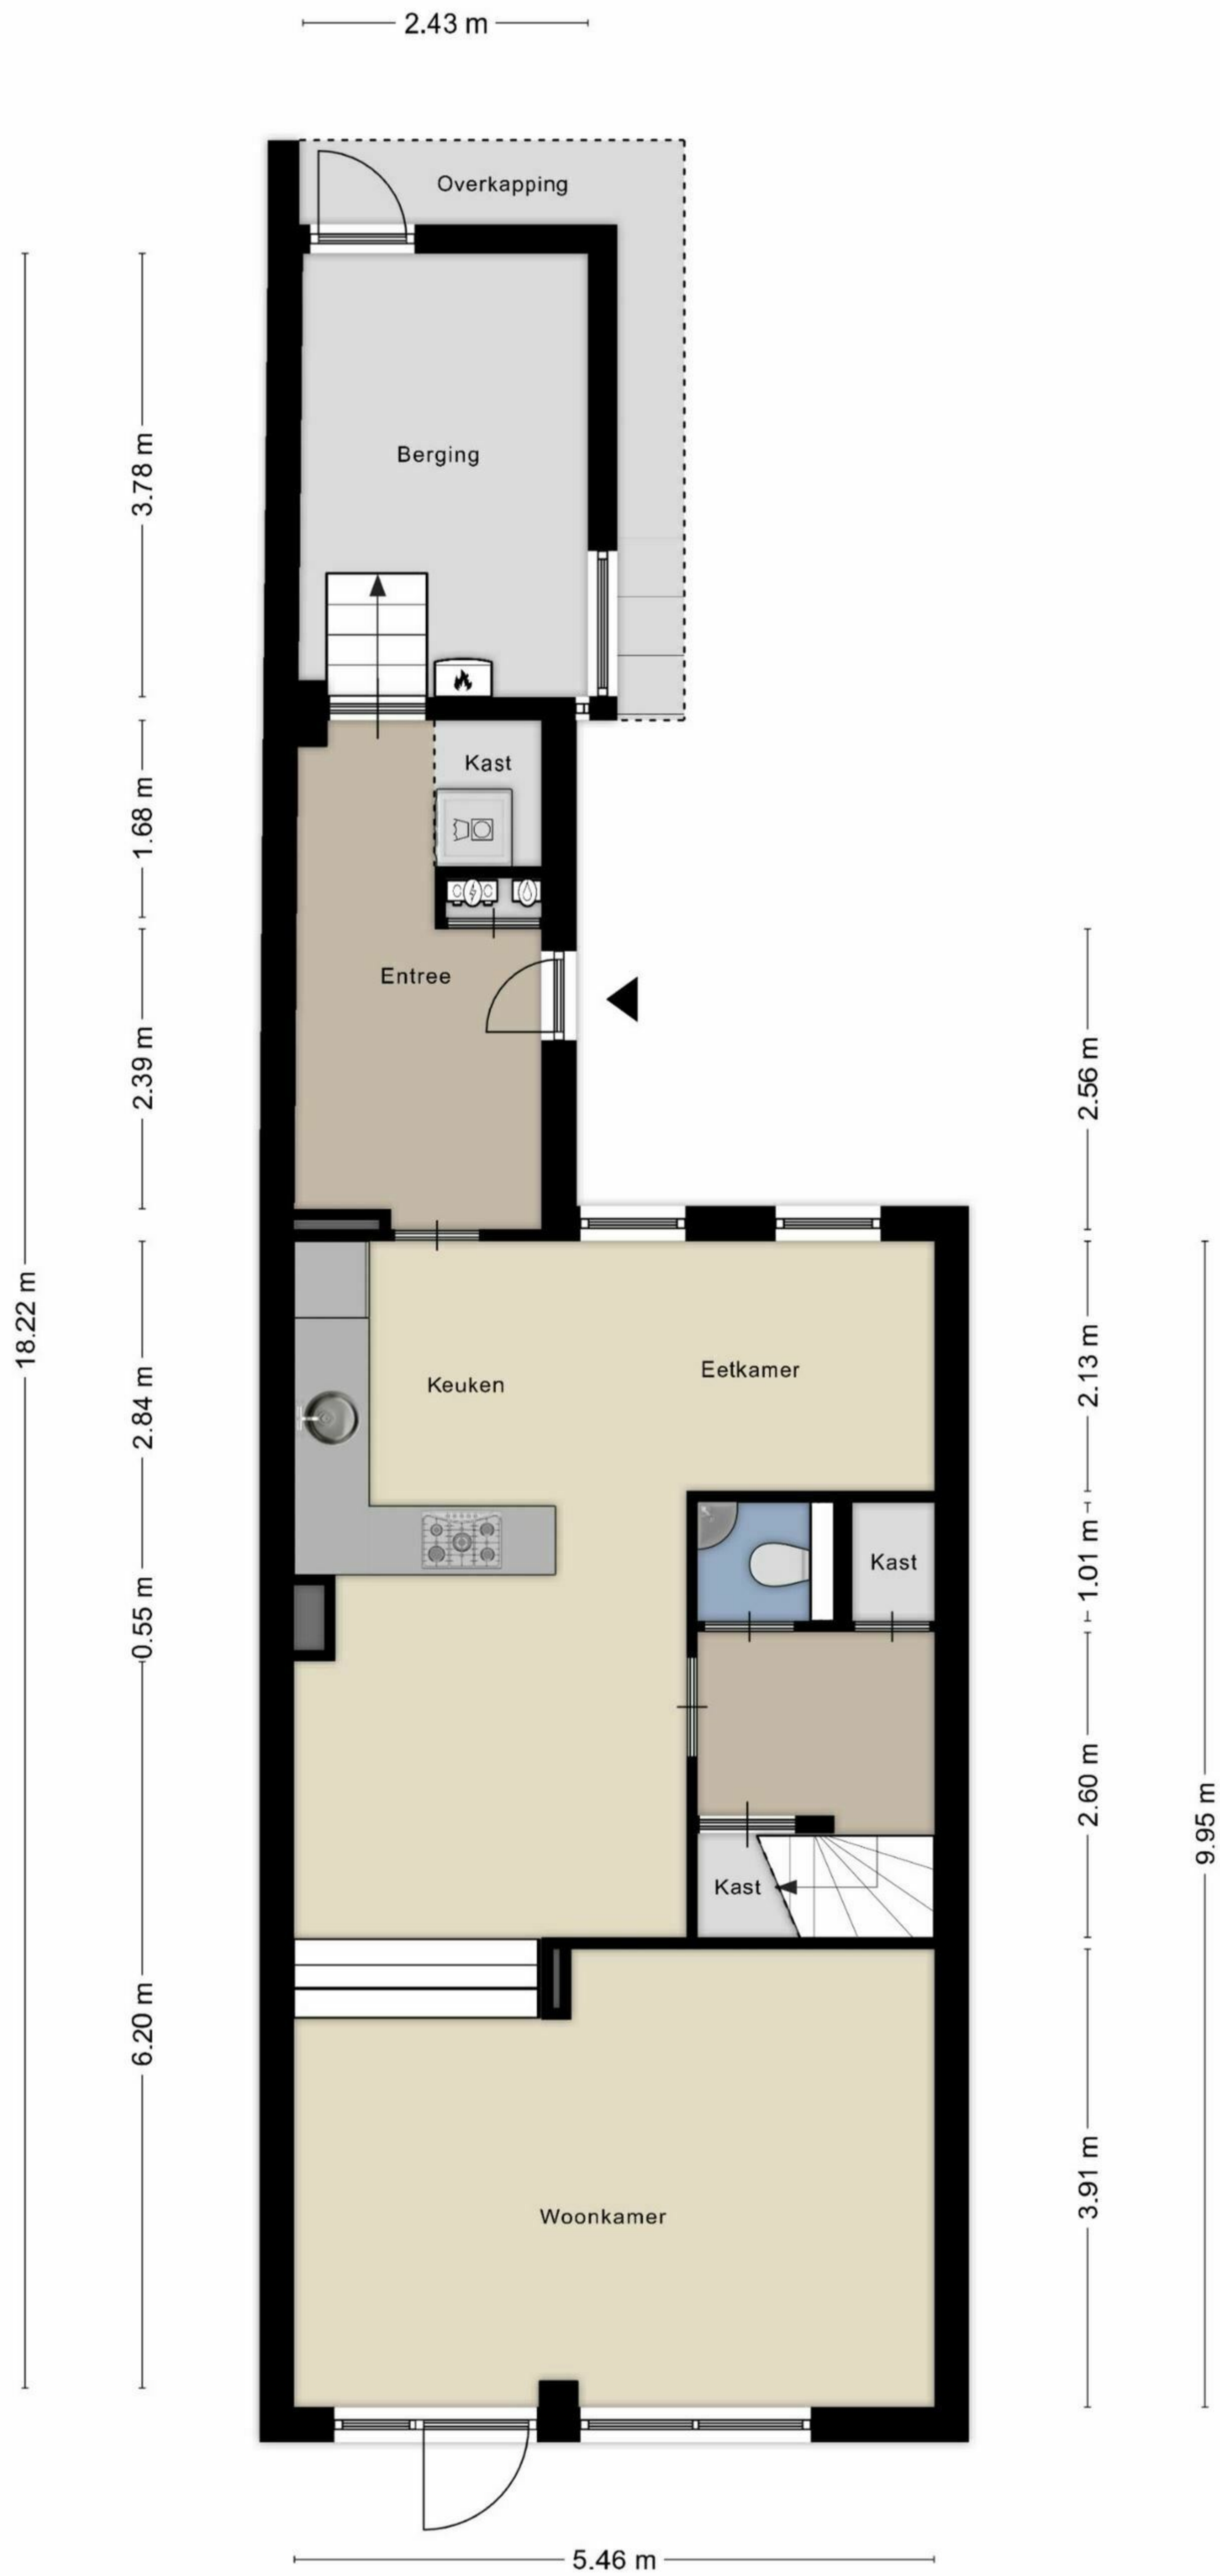 2.43 m
Overkapping
Berging
3.78 m
Kast
1.68 m
Entree
2.39 m
2.56 m
18.22 m
Keuken
Eetkamer
2.84 m
2.13 m
Kast
1.01 m
0.55 m
2.60 m
9.95 m
Kast
6.20 m
3.91 m
Woonkamer
5.46 m